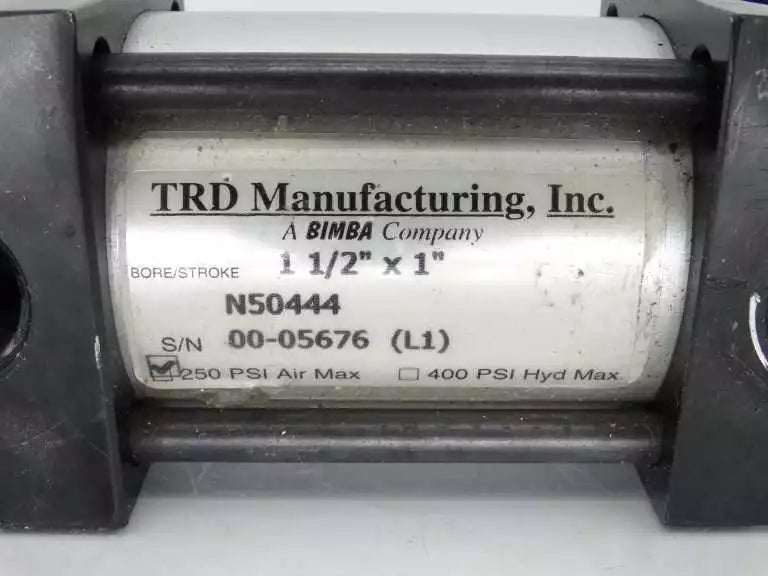 TRD Manufacturing, Inc.
A BIMBA Company
BORE/STROKE 1 1/2" x 1"
N50444
S/N 00-05676 (L1)
☑ 250 PSI Air Max ☐ 400 PSI Hyd Max.